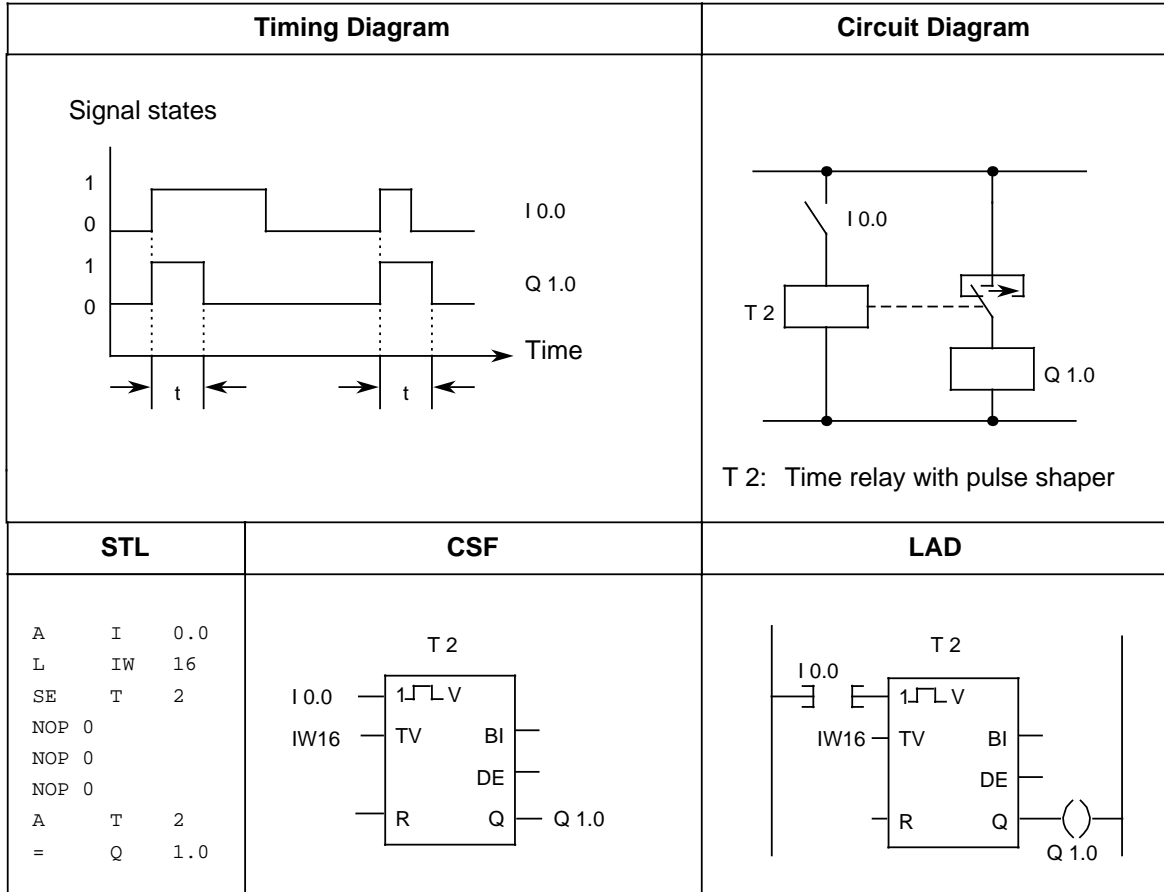 Timing Diagram
Circuit Diagram
Signal states
1
0
I 0.0
1
0
Q 1.0
Time
t
t
I 0.0
T 2
Q 1.0
T 2: Time relay with pulse shaper
STL
CSF
LAD
A I 0.0
L IW 16
SE T 2
NOP 0
NOP 0
NOP 0
A T 2
= Q 1.0
T 2
I 0.0 1 V
IW16 TV BI
DE
R Q Q 1.0
T 2
I 0.0
1 V
IW16 TV BI
DE
R Q
Q 1.0